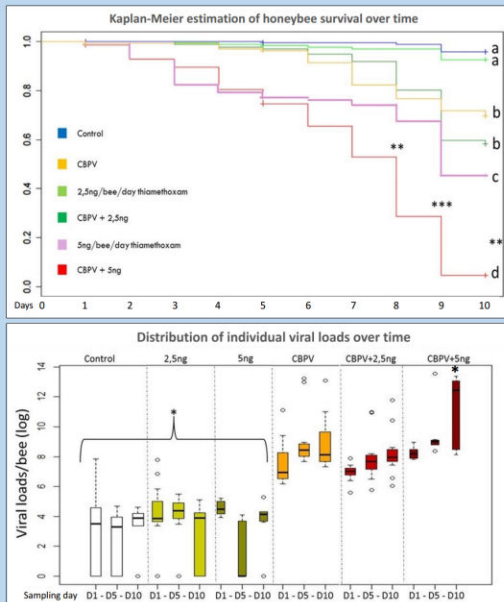 Kaplan-Meier estimation of honeybee survival over time
1.0
0.8
0.6
0.4
0.2
0.0
a
a
b
b
c
d
**
***
**
Control
CBPV
2,5ng/bee/day thiamethoxam
CBPV + 2,5ng
5ng/bee/day thiamethoxam
CBPV + 5ng
Days 0 1 2 3 4 5 6 7 8 9 10
Distribution of individual viral loads over time
Control 2,5ng 5ng CBPV CBPV+2,5ng CBPV+5ng
*
*
Viral loads/bee (log)
14
12
10
8
6
4
2
0
Sampling day D1 - D5 - D10 D1 - D5 - D10 D1 - D5 - D10 D1 - D5 - D10 D1 - D5 - D10 D1 - D5 - D10